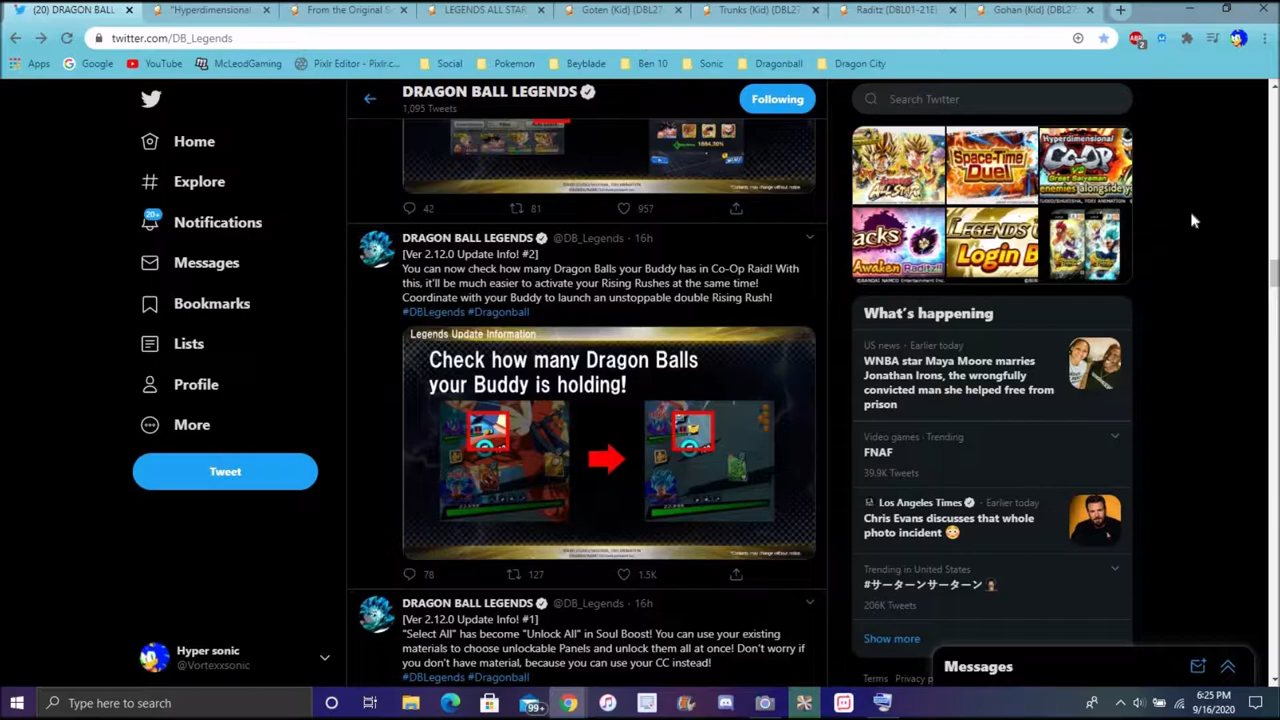 (20) DRAGON BALL
"Hyperdimensional
From the Original S
LEGENDS ALL STAR
Goten (Kid) (DBL27
Trunks (Kid) (DBL27
Raditz (DBL01-21E
Gohan (Kid) (DBL27
twitter.com/DB_Legends
2
Apps
Google
YouTube
McLeodGaming
Pixlr Editor - Pixlr.c...
Social
Pokemon
Beyblade
Ben 10
Sonic
Dragonball
Dragon City
Home
Explore
20+
Notifications
Messages
Bookmarks
Lists
Profile
More
Tweet
Hyper sonic
@Vortexxsonic
DRAGON BALL LEGENDS
1,095 Tweets
Following
1884.39%
42
81
957
DRAGON BALL LEGENDS @DB_Legends · 16h
[Ver 2.12.0 Update Info! #2]
You can now check how many Dragon Balls your Buddy has in Co-Op Raid! With
this, it'll be much easier to activate your Rising Rushes at the same time!
Coordinate with your Buddy to launch an unstoppable double Rising Rush!
#DBLegends #Dragonball
Legends Update Information
Check how many Dragon Balls
your Buddy is holding!
78
127
1.5K
DRAGON BALL LEGENDS @DB_Legends · 16h
[Ver 2.12.0 Update Info! #1]
"Select All" has become "Unlock All" in Soul Boost! You can use your existing
materials to choose unlockable Panels and unlock them all at once! Don't worry if
you don't have material, because you can use your CC instead!
#DBLegends #Dragonball
Search Twitter
ALL STAR
Space-Time
Duel
Hyperdimensional
CO-OP
VS
Great Saiyaman
enemies alongside yo
acks
Awaken Raditz!!
LEGENDS
Login B
What's happening
US news · Earlier today
WNBA star Maya Moore marries
Jonathan Irons, the wrongfully
convicted man she helped free from
prison
Video games · Trending
FNAF
39.9K Tweets
Los Angeles Times · Earlier today
Chris Evans discusses that whole
photo incident 😳
Trending in United States
#サーターンサーターン
206K Tweets
Show more
Terms
Privacy p
Messages
Type here to search
99+
6:25 PM
9/16/2020